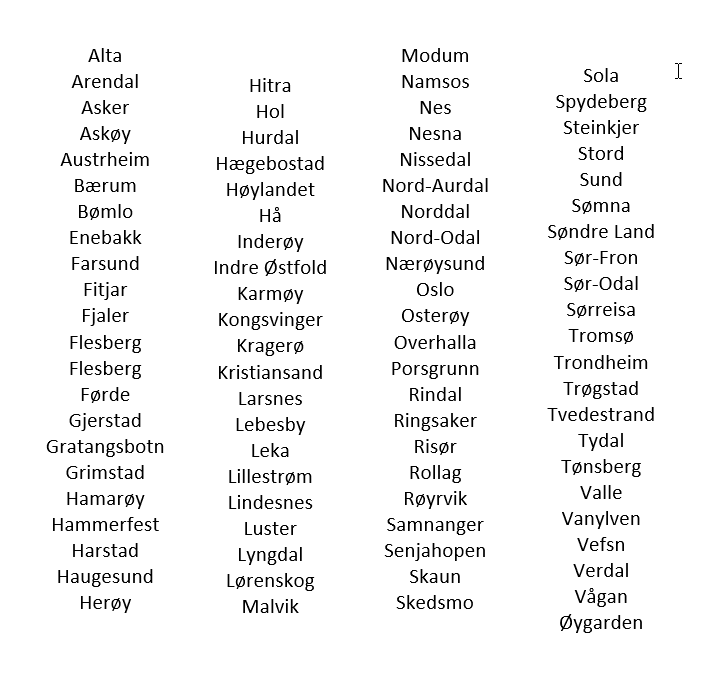 Alta
Arendal
Asker
Askøy
Austrheim
Bærum
Bømlo
Enebakk
Farsund
Fitjar
Fjaler
Flesberg
Flesberg
Førde
Gjerstad
Gratangsbotn
Grimstad
Hamarøy
Hammerfest
Harstad
Haugesund
Herøy
Hitra
Hol
Hurdal
Hægebostad
Høylandet
Hå
Inderøy
Indre Østfold
Karmøy
Kongsvinger
Kragerø
Kristiansand
Larsnes
Lebesby
Leka
Lillestrøm
Lindesnes
Luster
Lyngdal
Lørenskog
Malvik
Modum
Namsos
Nes
Nesna
Nissedal
Nord-Aurdal
Norddal
Nord-Odal
Nærøysund
Oslo
Osterøy
Overhalla
Porsgrunn
Rindal
Ringsaker
Risør
Rollag
Røyrvik
Samnanger
Senjahopen
Skaun
Skedsmo
Sola
Spydeberg
Steinkjer
Stord
Sund
Sømna
Søndre Land
Sør-Fron
Sør-Odal
Sørreisa
Tromsø
Trondheim
Trøgstad
Tvedestrand
Tydal
Tønsberg
Valle
Vanylven
Vefsn
Verdal
Vågan
Øygarden